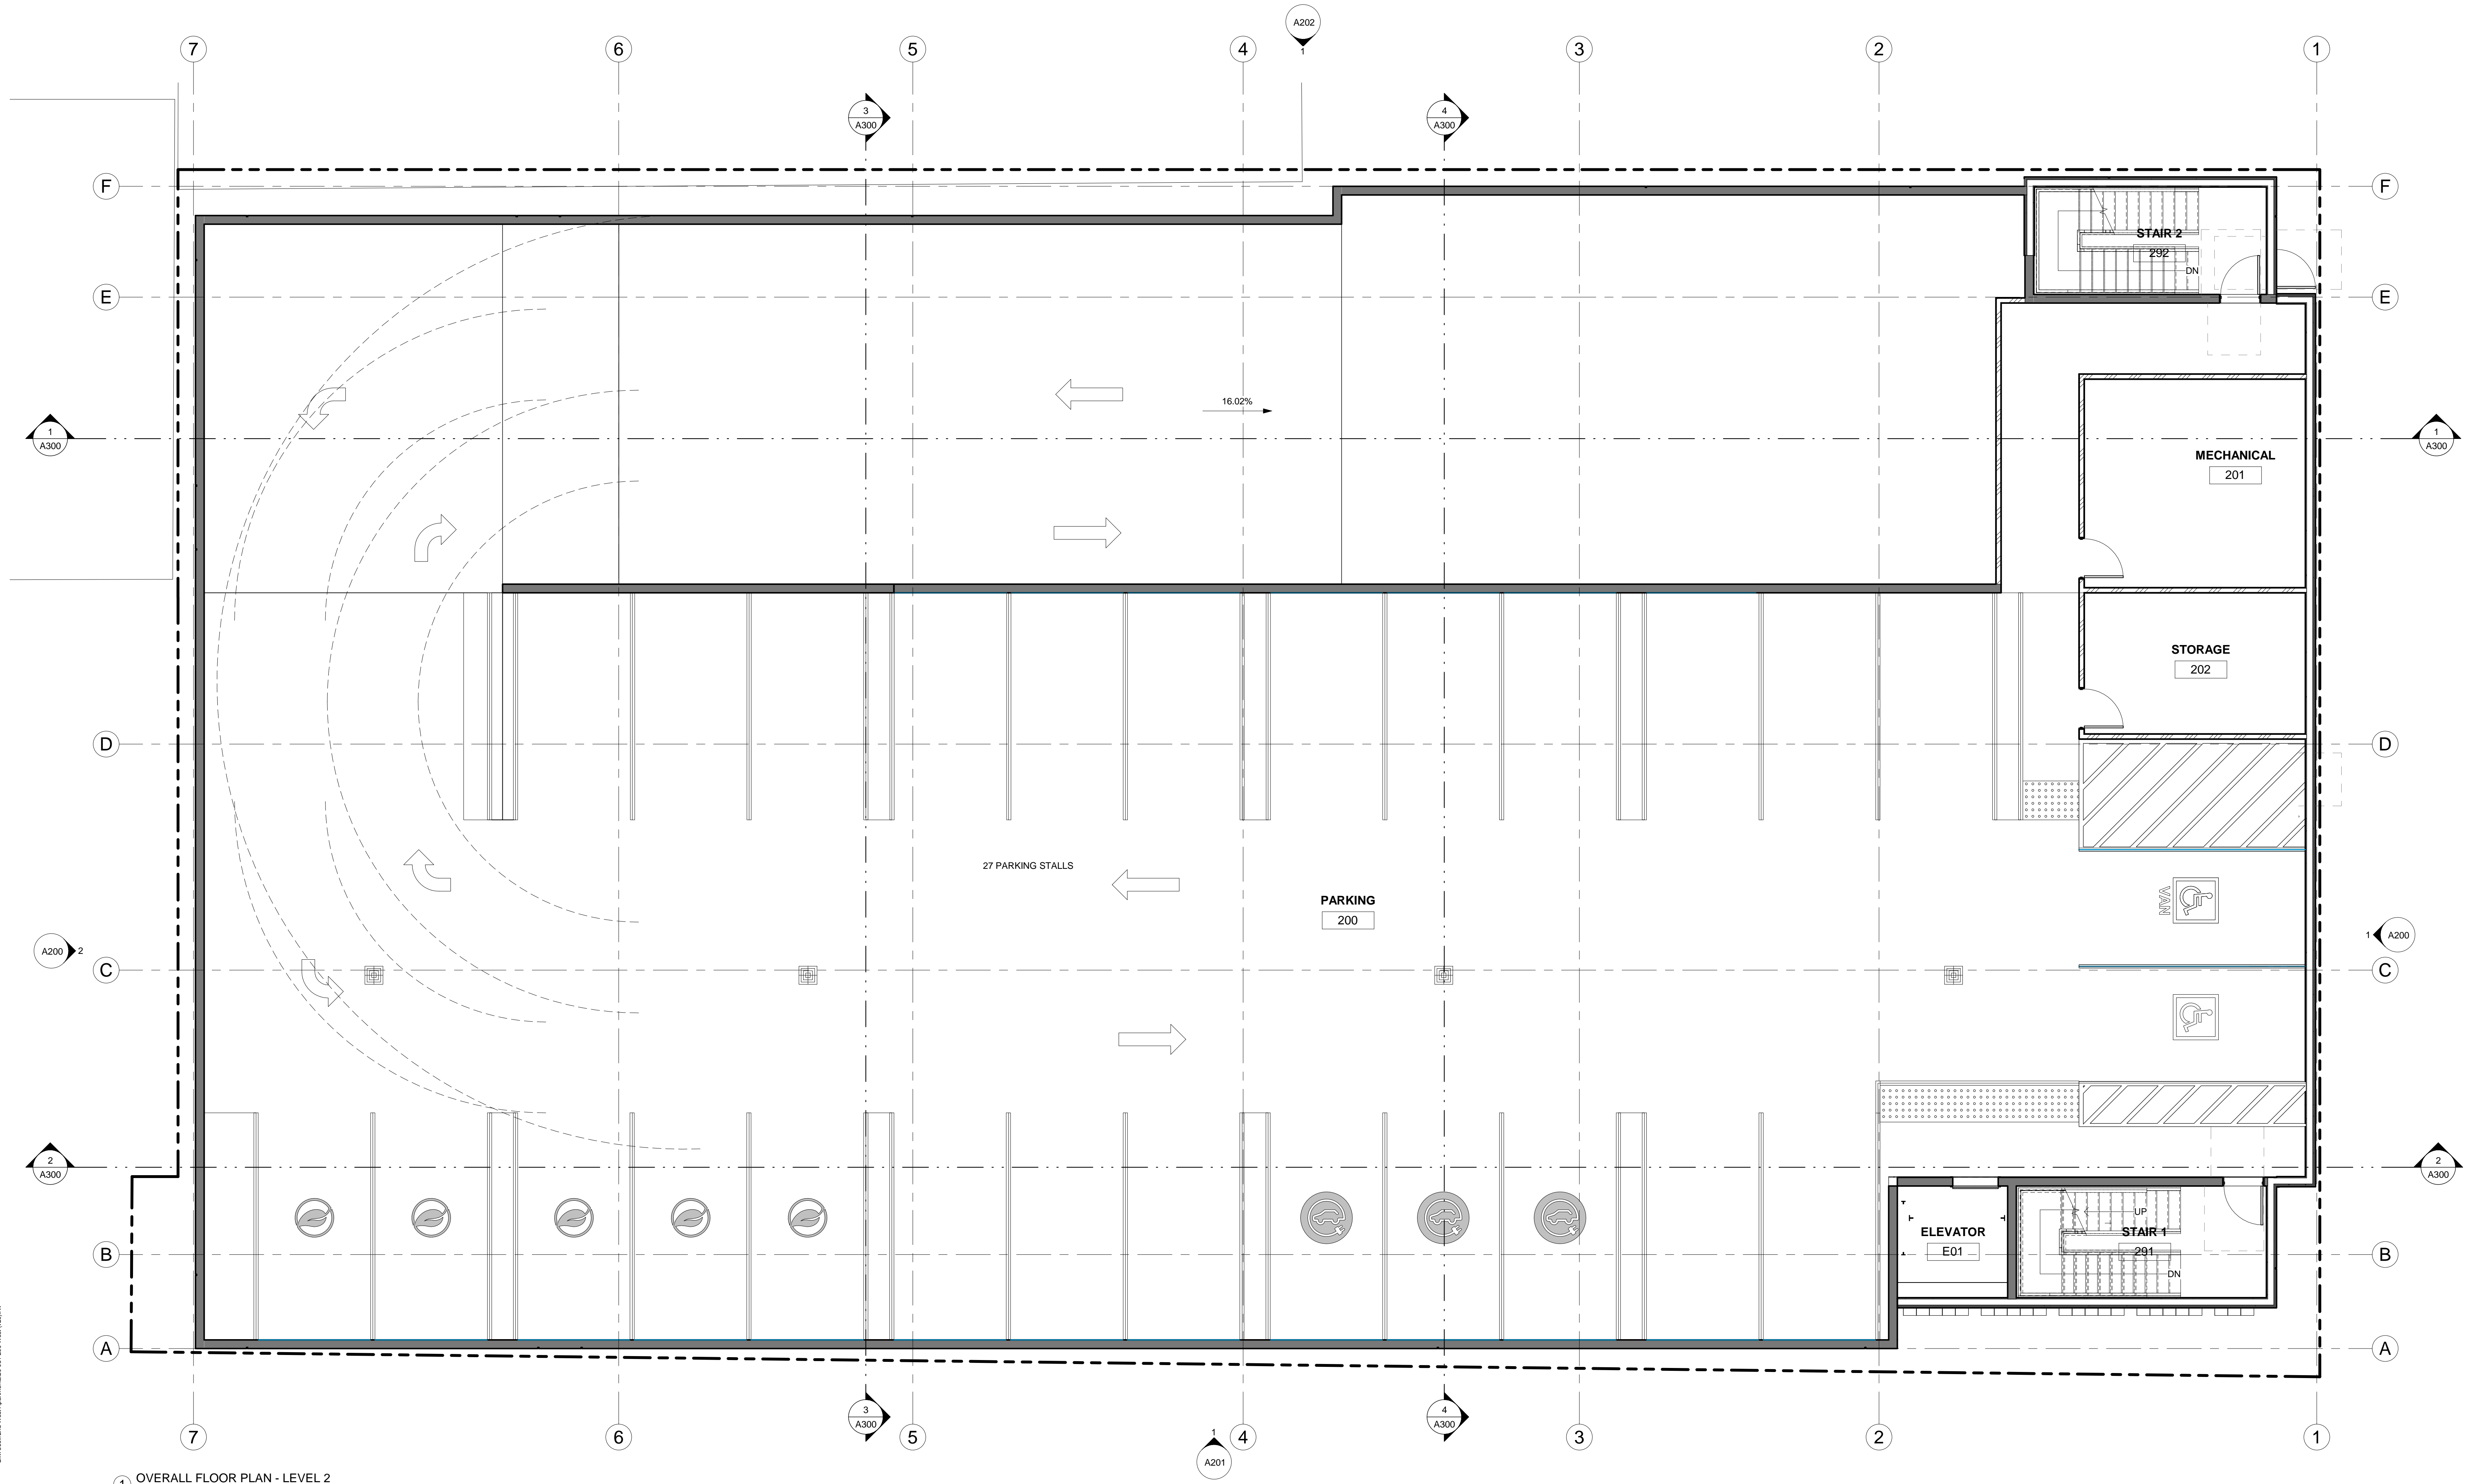 A202
1
7
6
5
4
3
2
1
3
A300
4
A300
F
F
STAIR 2
292
DN
E
E
16.02%
1
A300
1
A300
MECHANICAL
201
STORAGE
202
D
D
27 PARKING STALLS
PARKING
200
VAN
A200
2
1
A200
C
C
2
A300
2
A300
UP
ELEVATOR
E01
STAIR 1
291
DN
B
B
A
A
3
A300
4
A300
7
6
5
4
3
2
1
1
A201
1
OVERALL FLOOR PLAN - LEVEL 2